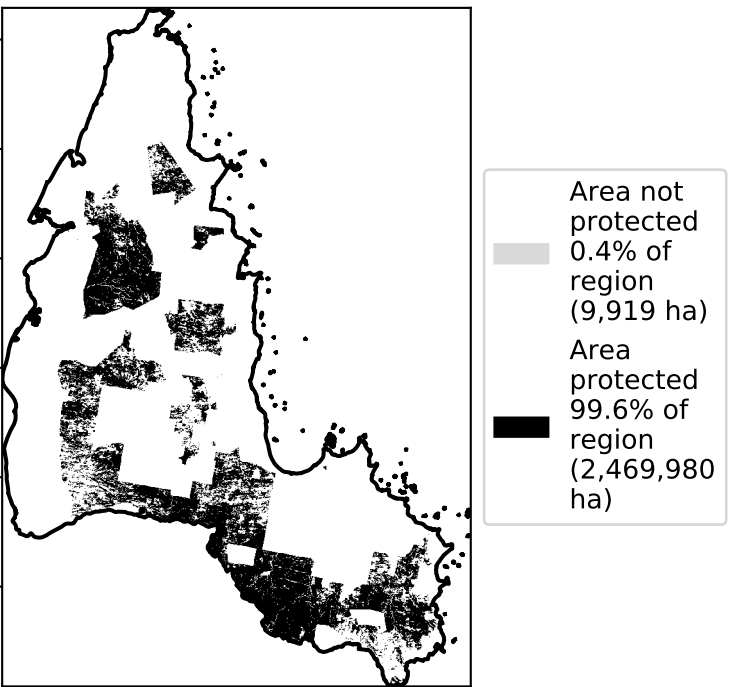 Area not
protected
0.4% of
region
(9,919 ha)
Area
protected
99.6% of
region
(2,469,980
ha)